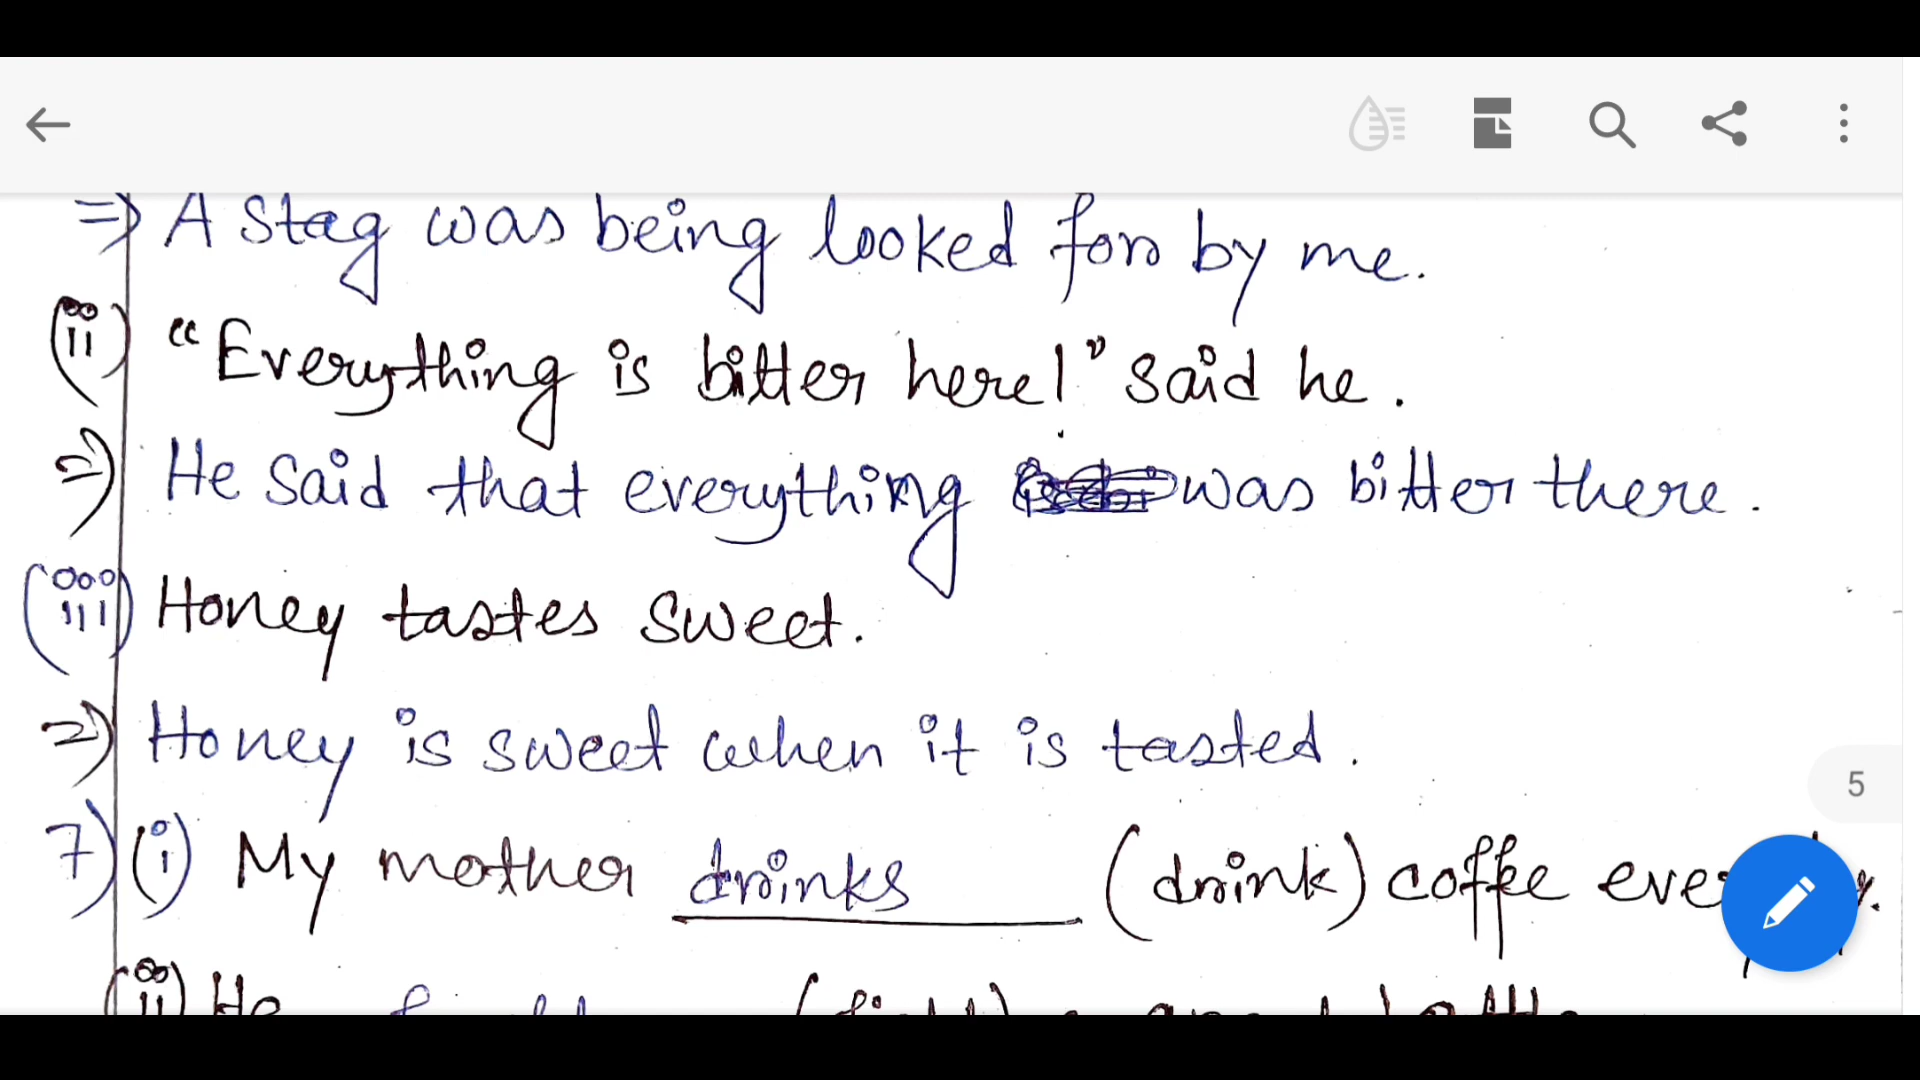 => A stag was being looked for by me.
(ii) "Everything is bitter here!" said he.
=> He said that everything was bitter there.
(iii) Honey tastes sweet.
=> Honey is sweet when it is tasted.
5
7) (i) My mother drinks (drink) coffee
(ii) He